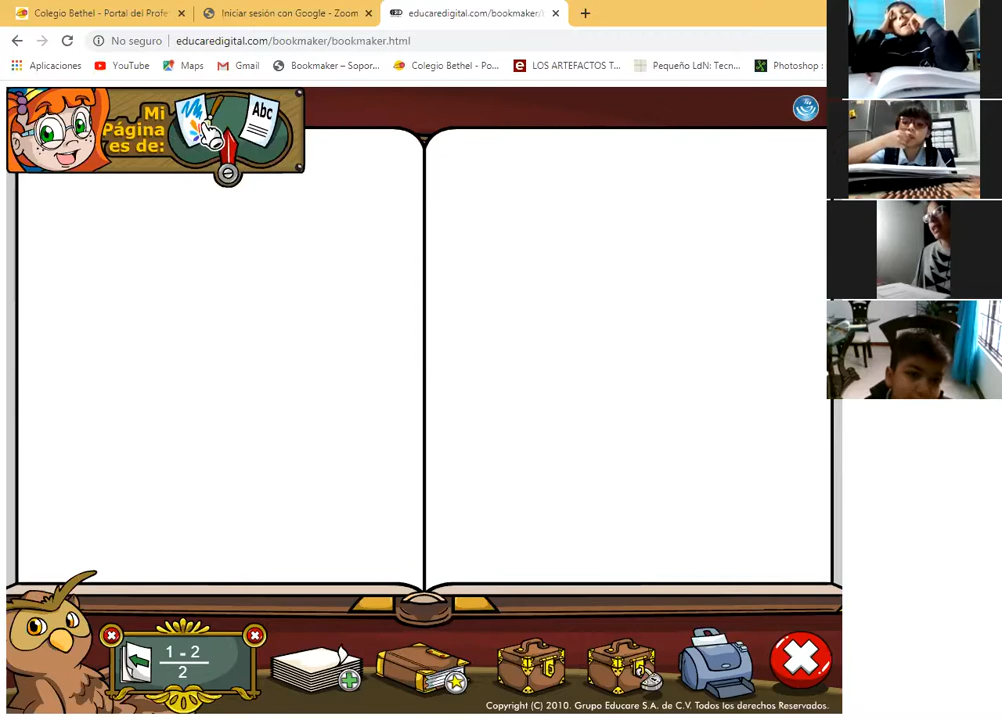 Colegio Bethel - Portal del Profe
Iniciar sesión con Google - Zoom
educaredigital.com/bookmaker/
No seguro
educaredigital.com/bookmaker/bookmaker.html
Aplicaciones
YouTube
Maps
Gmail
Bookmaker – Sopor...
Colegio Bethel - Po...
LOS ARTEFACTOS T...
Pequeño LdN: Tecn...
Photoshop :
Mi
Página
es de:
Abc
1 - 2
2
Copyright (C) 2010. Grupo Educare S.A. de C.V. Todos los derechos Reservados.